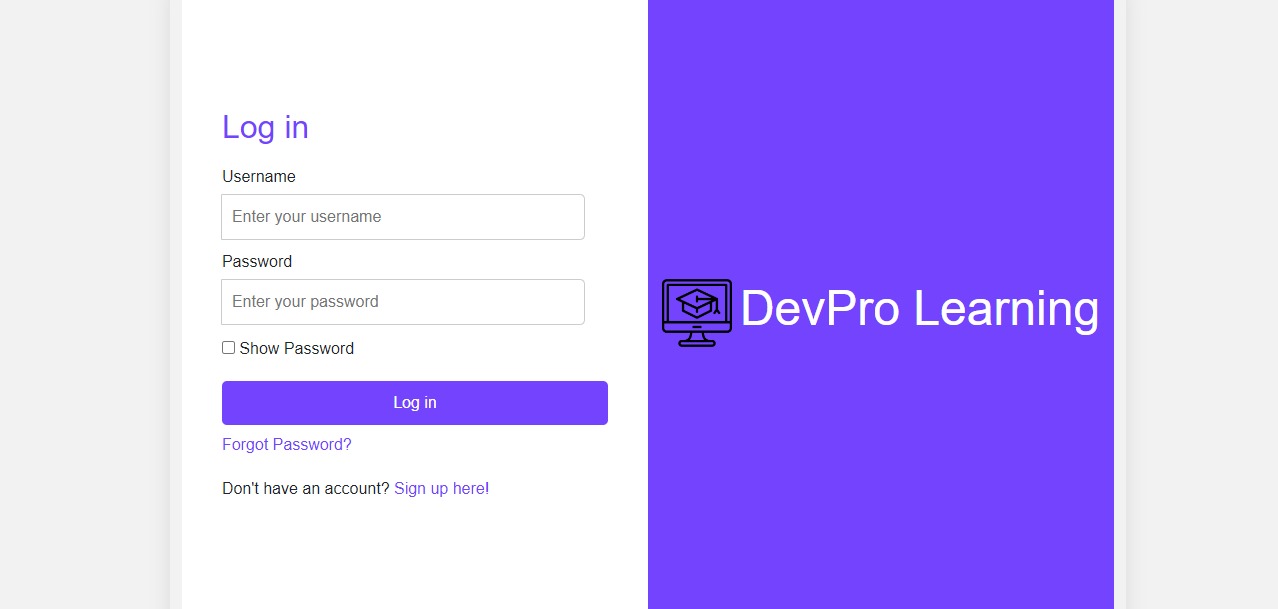 Log in
Username
Enter your username
Password
Enter your password
Show Password
Log in
Forgot Password?
Don't have an account? Sign up here!
DevPro Learning